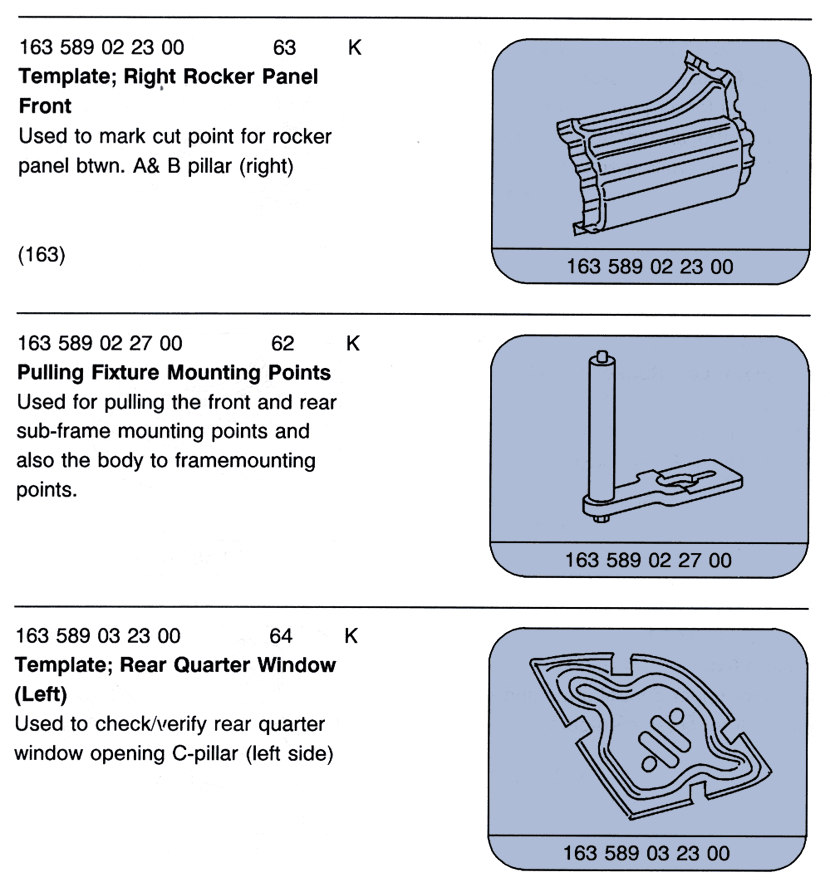 163 589 02 23 00 63 K
Template; Right Rocker Panel
Front
Used to mark cut point for rocker
panel btwn. A& B pillar (right)
(163)
163 589 02 23 00
163 589 02 27 00 62 K
Pulling Fixture Mounting Points
Used for pulling the front and rear
sub-frame mounting points and
also the body to framemounting
points.
163 589 02 27 00
163 589 03 23 00 64 K
Template; Rear Quarter Window
(Left)
Used to check/verify rear quarter
window opening C-pillar (left side)
163 589 03 23 00